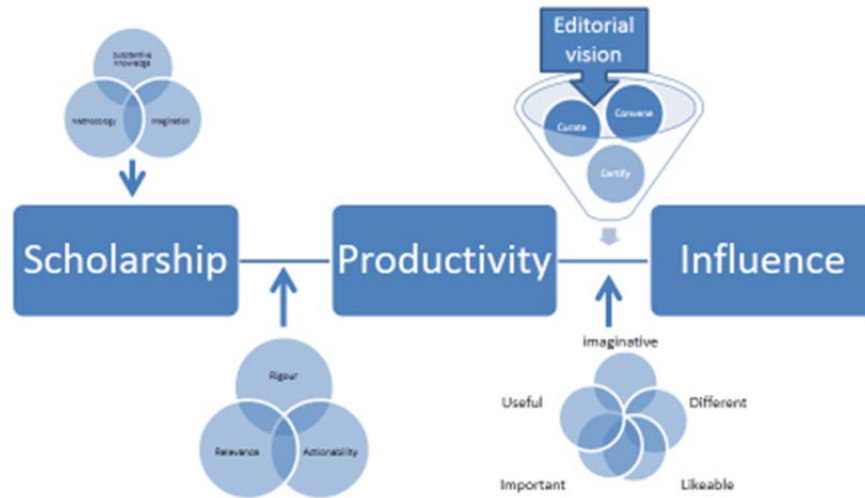 Editorial
vision
Substantive
knowledge
Methodology
Imagination
Curate
Convene
Certify
Scholarship
Productivity
Influence
Rigour
Relevance
Actionability
imaginative
Useful
Different
Important
Likeable